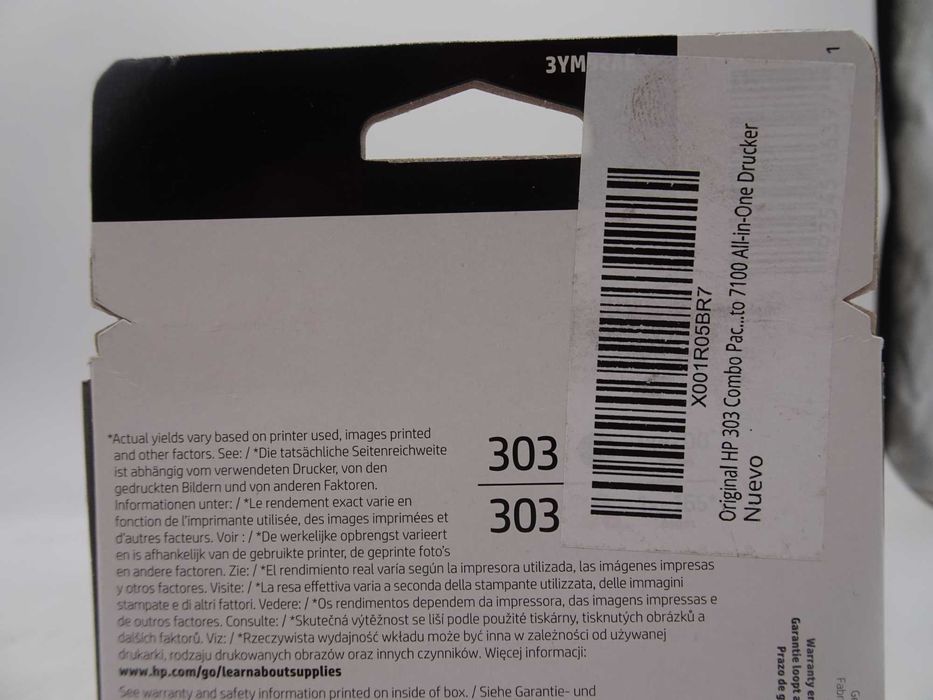 3YM
1
X001R05BR7
Original HP 303 Combo Pac...to 7100 All-in-One Drucker
Nuevo
303
303
*Actual yields vary based on printer used, images printed
and other factors. See: / *Die tatsächliche Seitenreichweite
ist abhängig vom verwendeten Drucker, von den
gedruckten Bildern und von anderen Faktoren.
Informationen unter: / *Le rendement exact varie en
fonction de l'imprimante utilisée, des images imprimées et
d'autres facteurs. Voir : / *De werkelijke opbrengst varieert
en is afhankelijk van de gebruikte printer, de geprinte foto's
en andere factoren. Zie: / *El rendimiento real varía según la impresora utilizada, las imágenes impresas
y otros factores. Visite: / *La resa effettiva varia a seconda della stampante utilizzata, delle immagini
stampate e di altri fattori. Vedere: / *Os rendimentos dependem da impressora, das imagens impressas e
de outros factores. Consulte: / *Skutečná výtěžnost se liší podle použité tiskárny, tisknutých obrázků a
dalších faktorů. Viz: / *Rzeczywista wydajność wkładu może być inna w zależności od używanej
drukarki, rodzaju drukowanych obrazów oraz innych czynników. Więcej informacji:
www.hp.com/go/learnaboutsupplies
See warranty and safety information printed on inside of box. / Siehe Garantie- und
Warranty e
Garantie loopt
Prazo de g